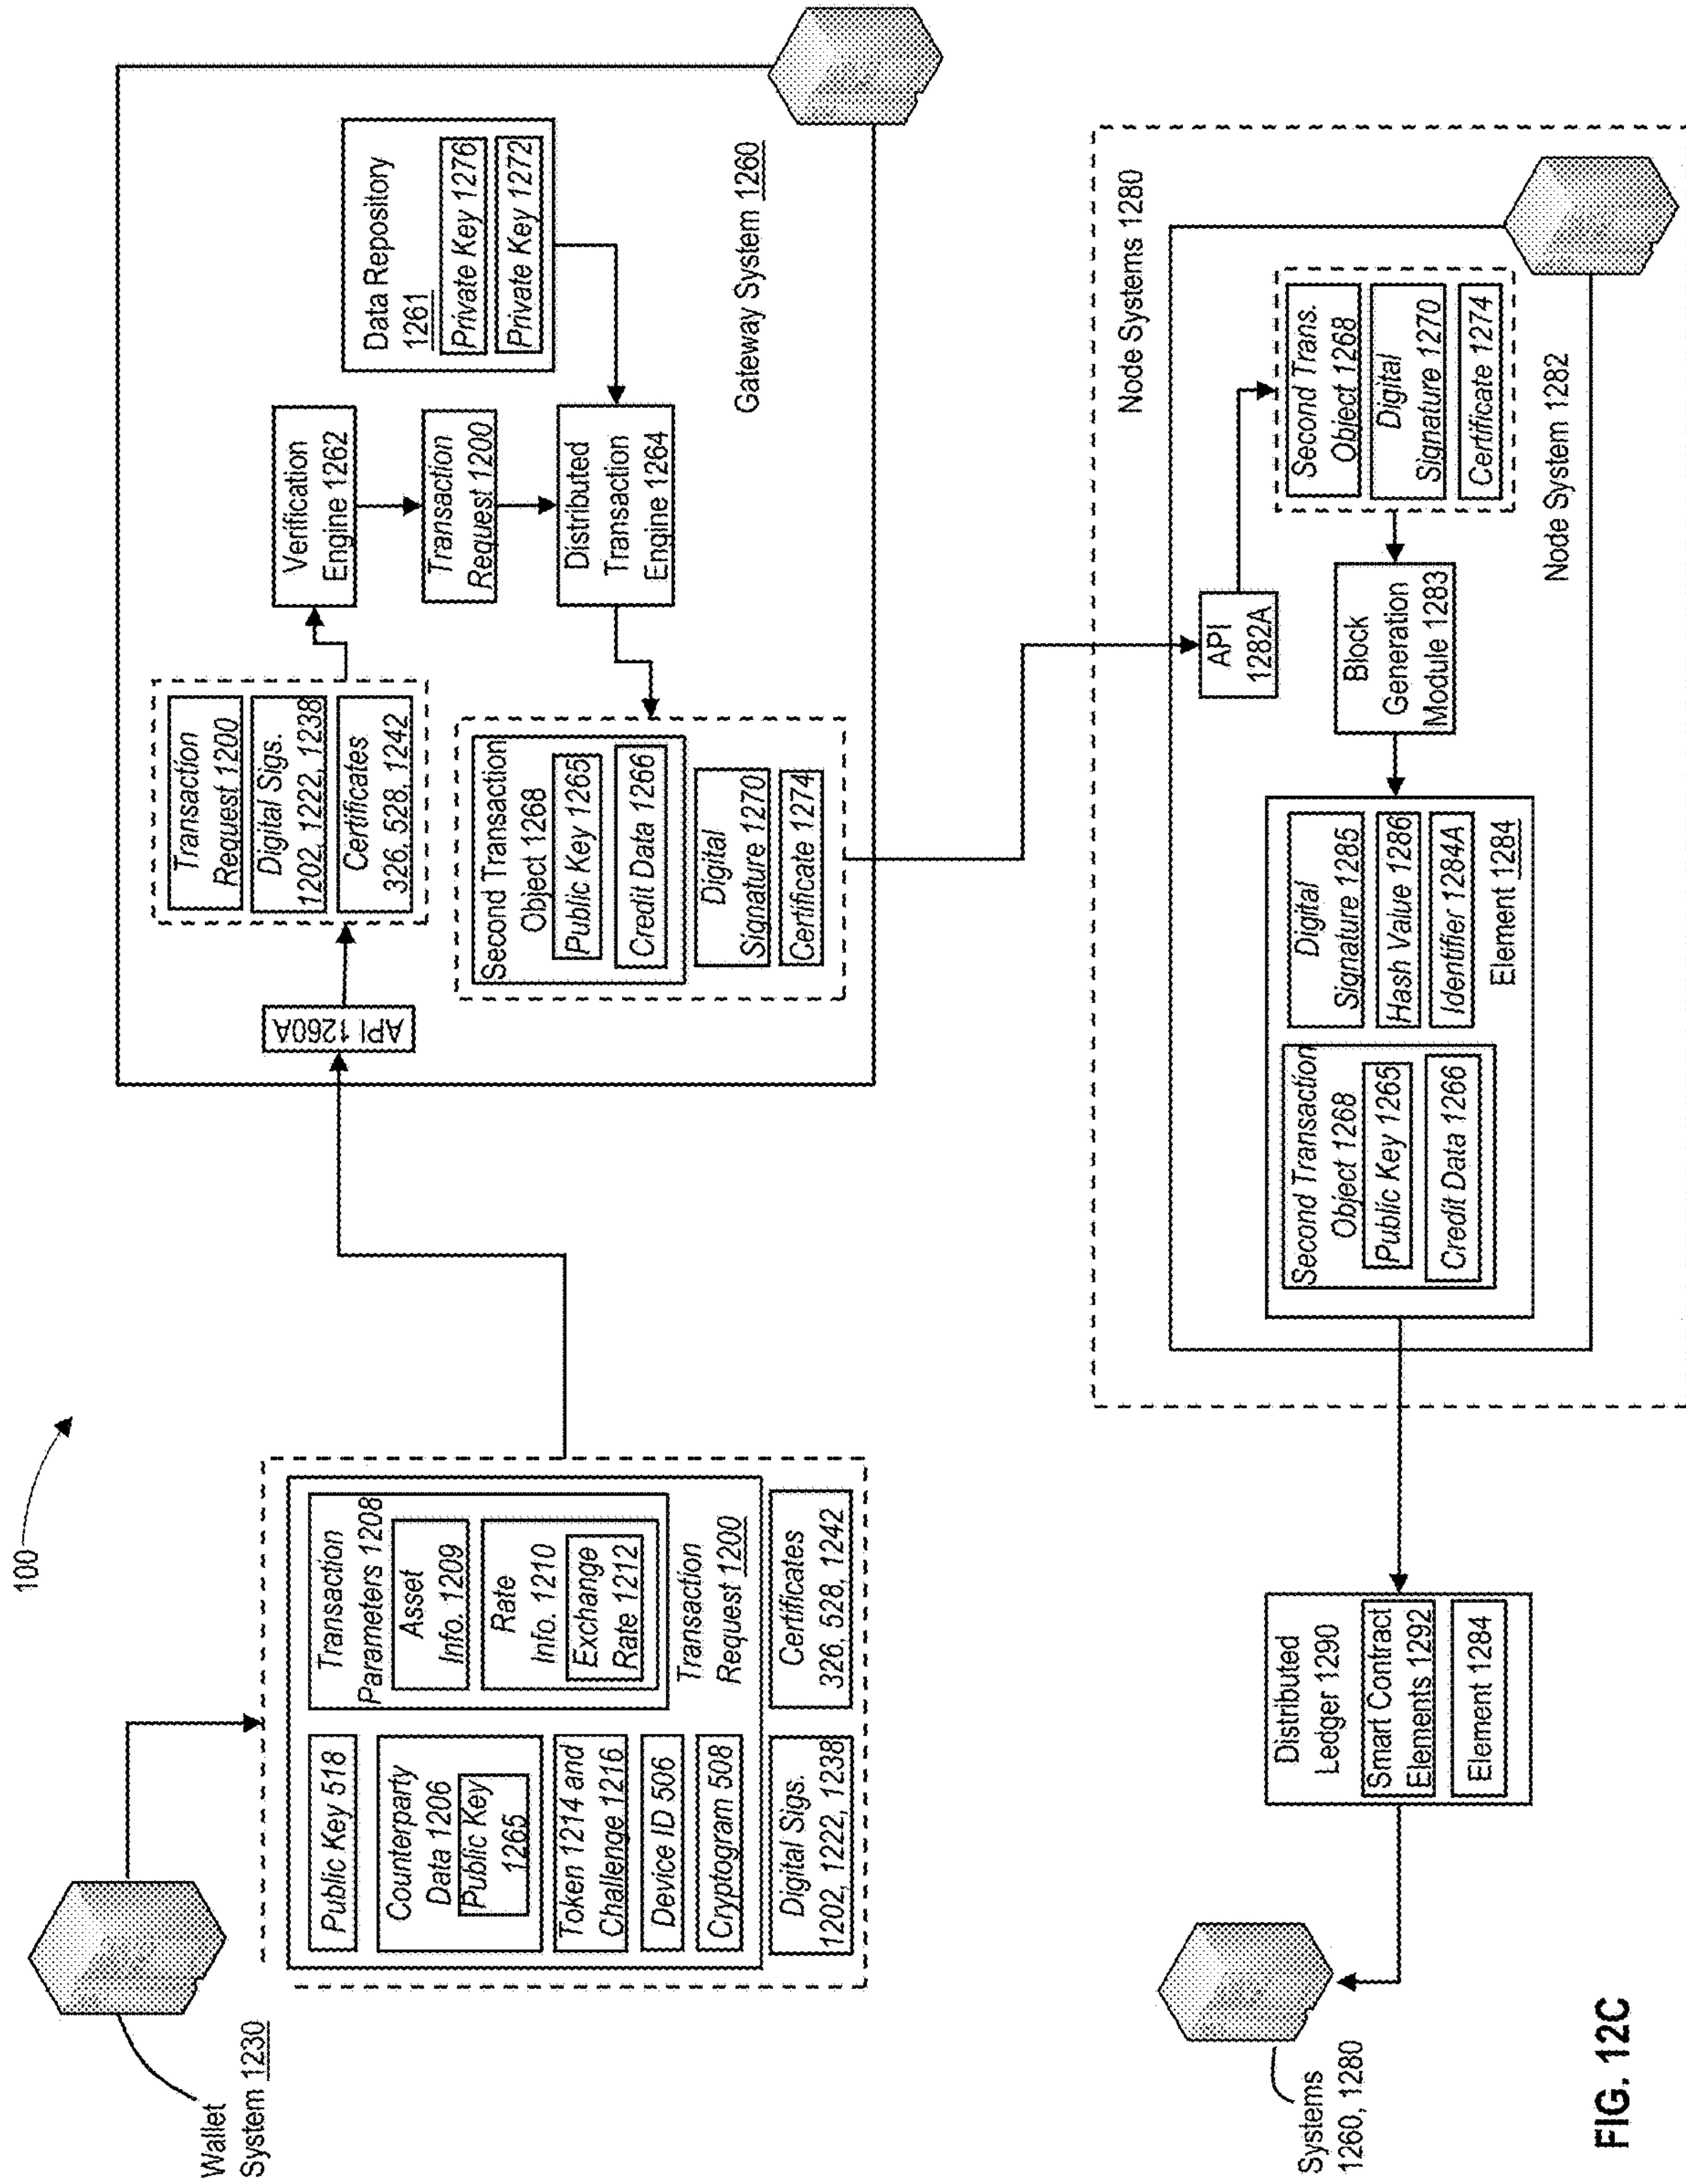 100
Wallet
System 1230
Public Key 518
Counterparty
Data 1206
Public Key
1265
Token 1214 and
Challenge 1216
Device ID 506
Cryptogram 508
Transaction
Parameters 1208
Asset
Info. 1209
Rate
Info. 1210
Exchange
Rate 1212
Transaction
Request 1200
Digital Sigs.
1202, 1222, 1238
Certificates
326, 528, 1242
API 1260A
Transaction
Request 1200
Digital Sigs.
1202, 1222, 1238
Certificates
326, 528, 1242
Verification
Engine 1262
Transaction
Request 1200
Distributed
Transaction
Engine 1264
Data Repository
1261
Private Key 1276
Private Key 1272
Second Transaction
Object 1268
Public Key 1265
Credit Data 1266
Digital
Signature 1270
Certificate 1274
Gateway System 1260
Node Systems 1280
API
1282A
Second Trans.
Object 1268
Digital
Signature 1270
Certificate 1274
Block
Generation
Module 1283
Node System 1282
Second Transaction
Object 1268
Public Key 1265
Credit Data 1266
Digital
Signature 1285
Hash Value 1286
Identifier 1284A
Element 1284
Distributed
Ledger 1290
Smart Contract
Elements 1292
Element 1284
Systems
1260, 1280
FIG. 12C